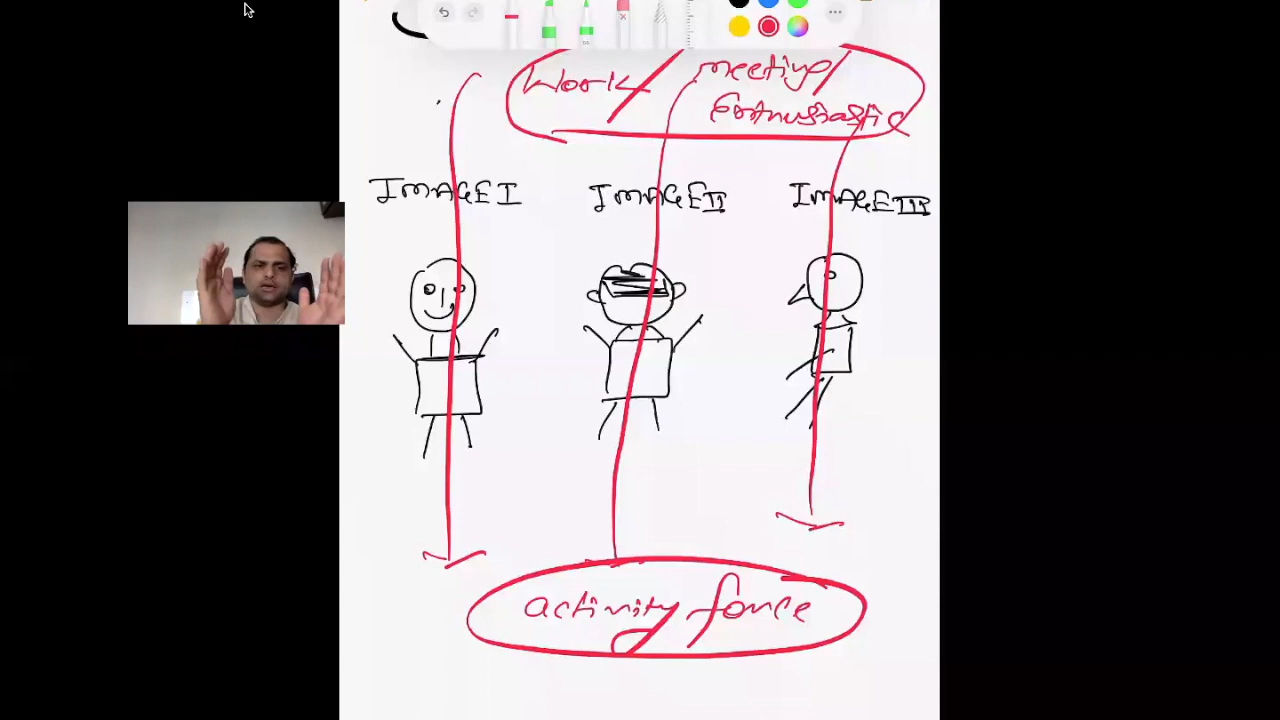 Work/ meeting/
Enthusiastic
IMAGE I IMAGE II IMAGE III
activity force